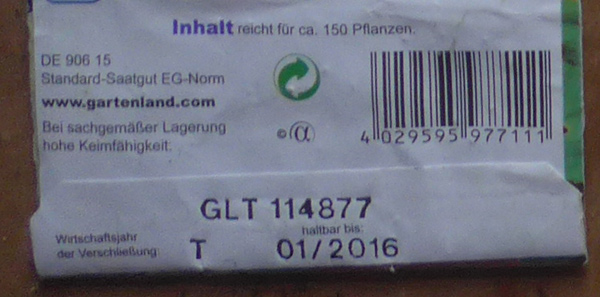 Inhalt reicht für ca. 150 Pflanzen.
DE 906 15
Standard-Saatgut EG-Norm
www.gartenland.com
Bei sachgemäßer Lagerung
hohe Keimfähigkeit:
©α
4 029595 977111
GLT 114877
haltbar bis:
Wirtschaftsjahr
der Verschließung: T 01/2016